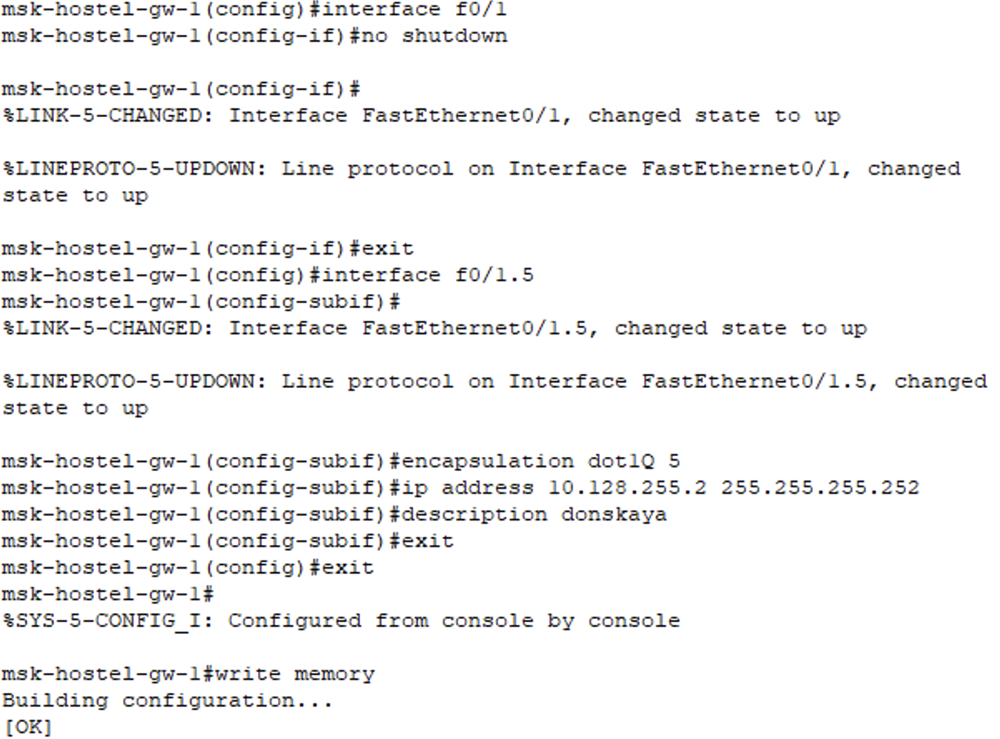 msk-hostel-gw-1(config)#interface f0/1
msk-hostel-gw-1(config-if)#no shutdown
msk-hostel-gw-1(config-if)#
%LINK-5-CHANGED: Interface FastEthernet0/1, changed state to up
%LINEPROTO-5-UPDOWN: Line protocol on Interface FastEthernet0/1, changed
state to up
msk-hostel-gw-1(config-if)#exit
msk-hostel-gw-1(config)#interface f0/1.5
msk-hostel-gw-1(config-subif)#
%LINK-5-CHANGED: Interface FastEthernet0/1.5, changed state to up
%LINEPROTO-5-UPDOWN: Line protocol on Interface FastEthernet0/1.5, changed
state to up
msk-hostel-gw-1(config-subif)#encapsulation dot1Q 5
msk-hostel-gw-1(config-subif)#ip address 10.128.255.2 255.255.255.252
msk-hostel-gw-1(config-subif)#description donskaya
msk-hostel-gw-1(config-subif)#exit
msk-hostel-gw-1(config)#exit
msk-hostel-gw-1#
%SYS-5-CONFIG_I: Configured from console by console
msk-hostel-gw-1#write memory
Building configuration...
[OK]